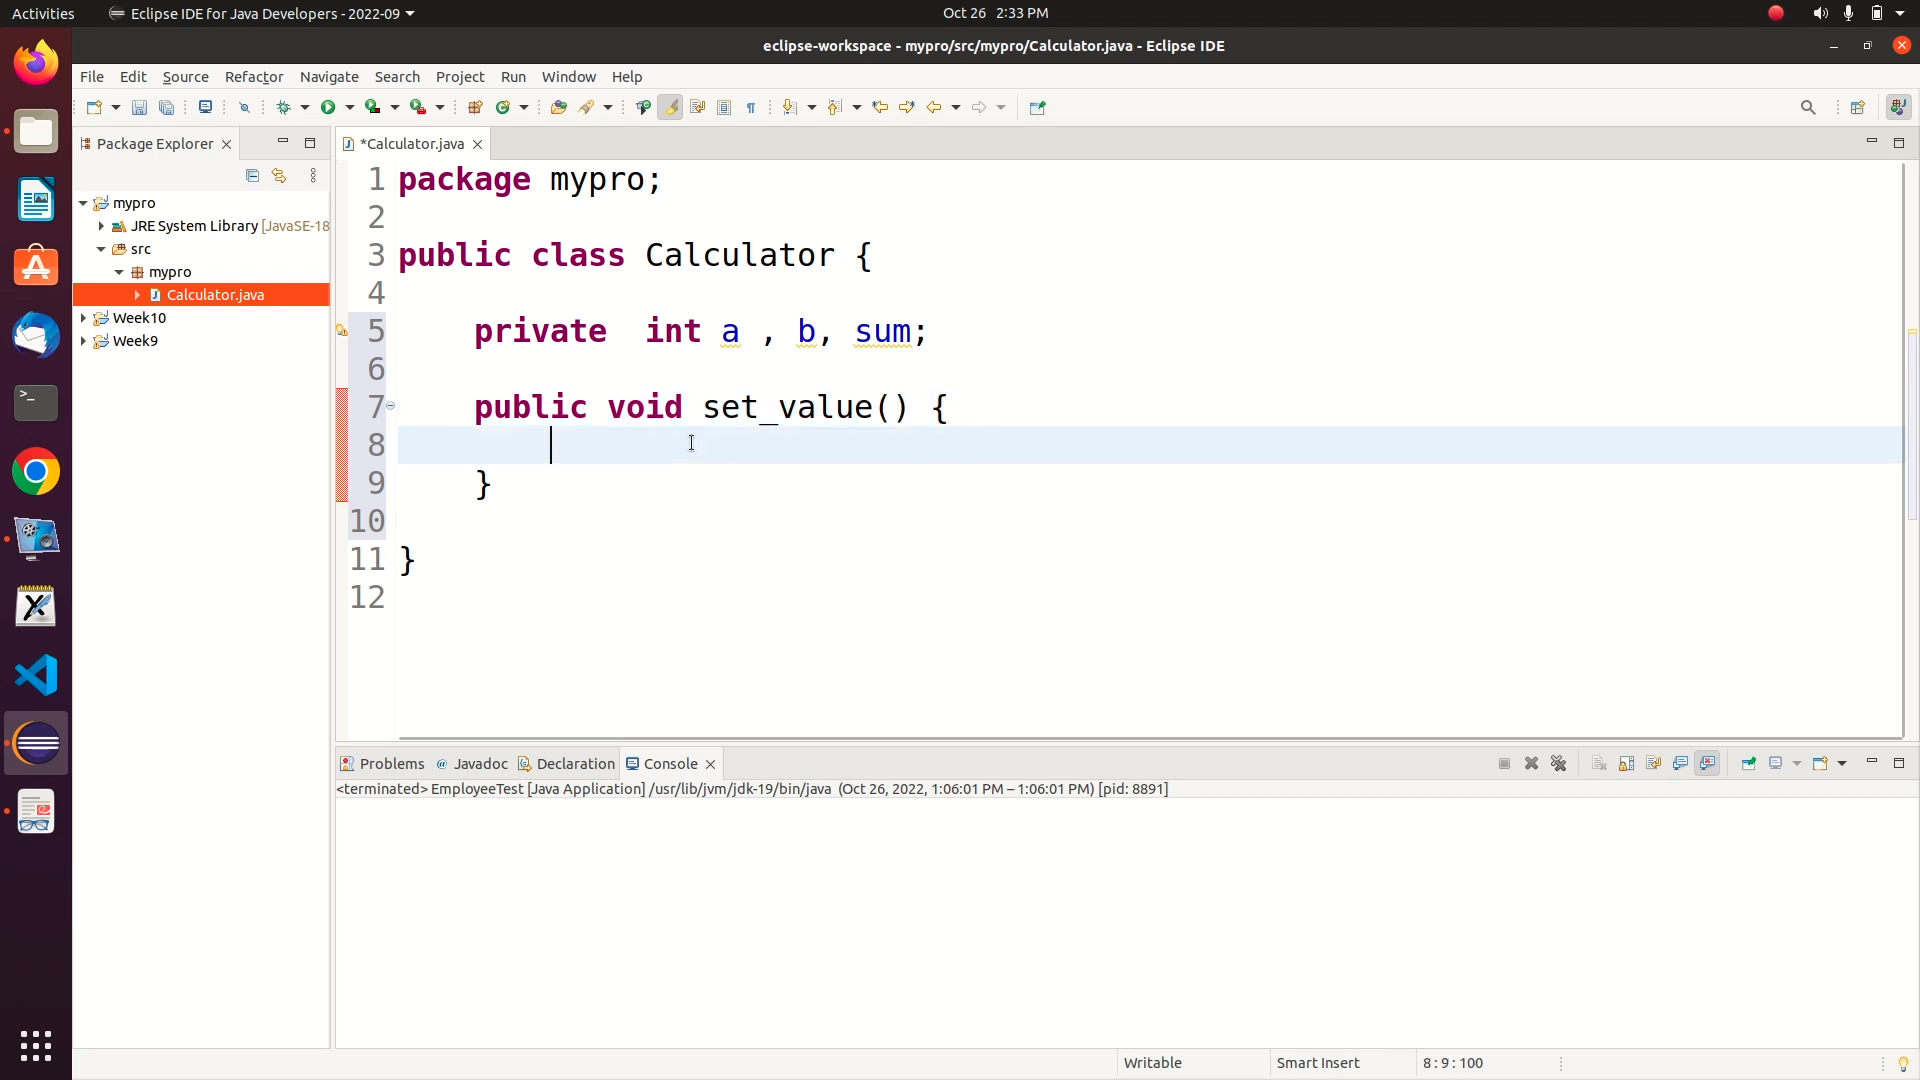 Activities Eclipse IDE for Java Developers - 2022-09 Oct 26 2:33 PM
eclipse-workspace - mypro/src/mypro/Calculator.java - Eclipse IDE
File Edit Source Refactor Navigate Search Project Run Window Help
Package Explorer
*Calculator.java
mypro
JRE System Library [JavaSE-18
src
mypro
Calculator.java
Week10
Week9
1 package mypro;
2
3 public class Calculator {
4
5 private int a , b, sum;
6
7 public void set_value() {
8
9 }
10
11 }
12
Problems Javadoc Declaration Console
<terminated> EmployeeTest [Java Application] /usr/lib/jvm/jdk-19/bin/java (Oct 26, 2022, 1:06:01 PM – 1:06:01 PM) [pid: 8891]
Writable Smart Insert 8 : 9 : 100